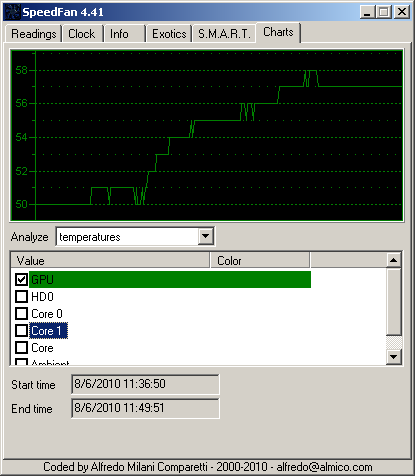 SpeedFan 4.41
Readings Clock Info Exotics S.M.A.R.T. Charts
58
56
54
52
50
Analyze temperatures
Value Color
GPU
HD0
Core 0
Core 1
Core
Ambient
Start time 8/6/2010 11:36:50
End time 8/6/2010 11:49:51
Coded by Alfredo Milani Comparetti - 2000-2010 - alfredo@almico.com